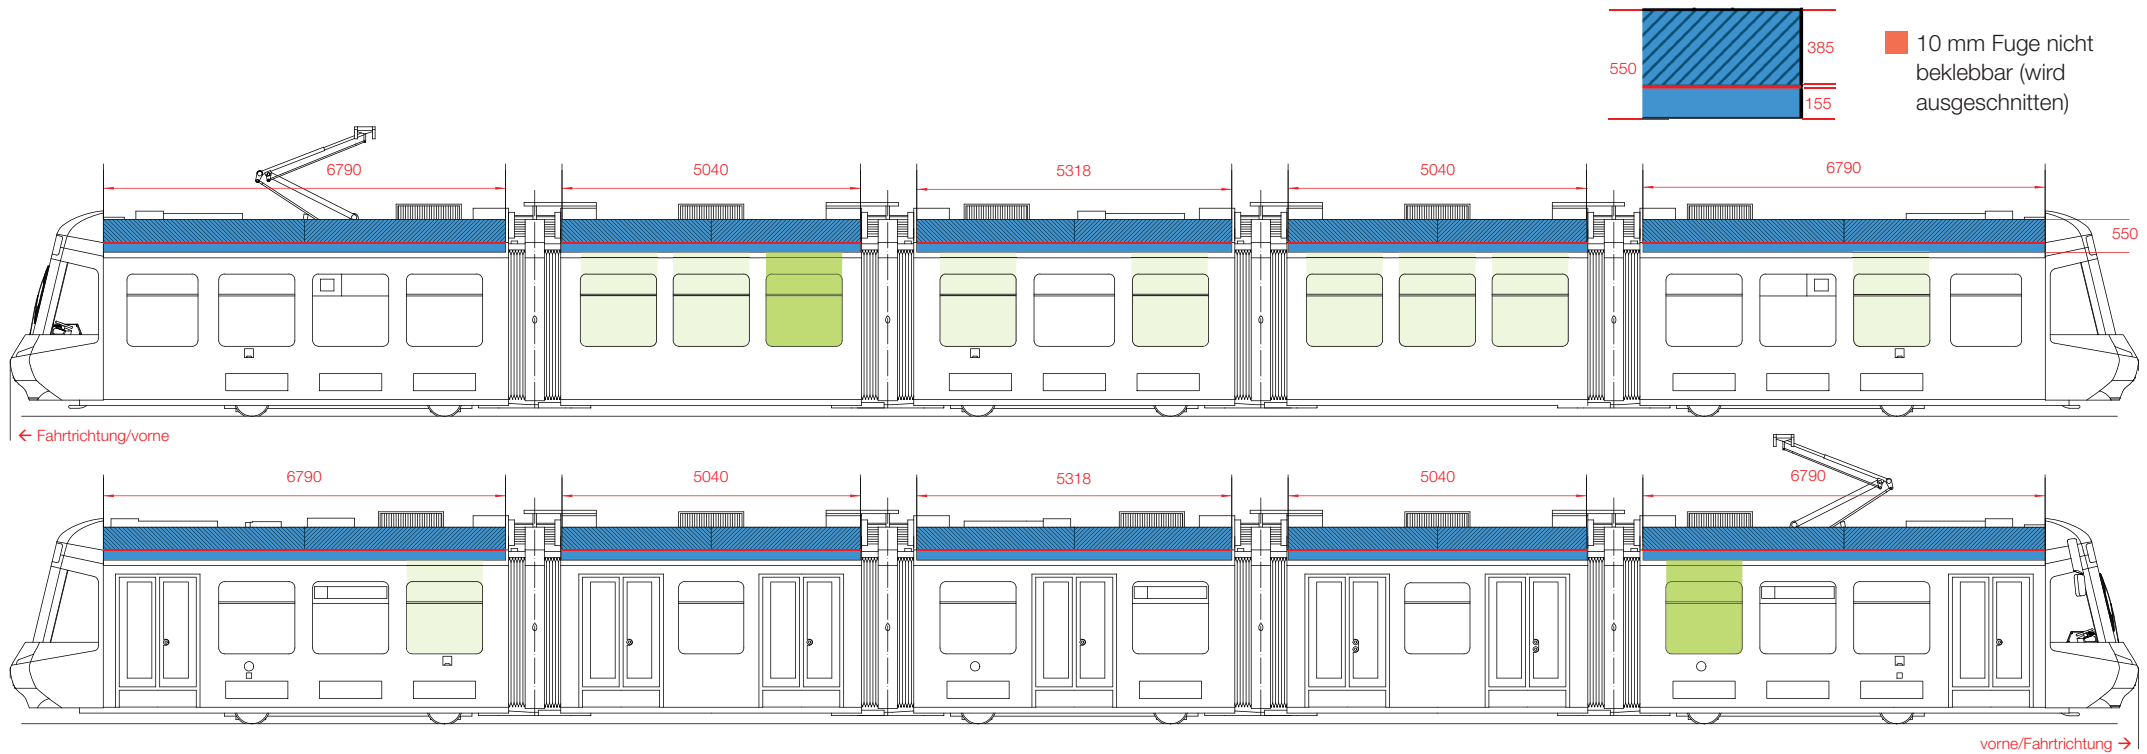 385
550
155
10 mm Fuge nicht
beklebbar (wird
ausgeschnitten)
6790
5040
5318
5040
6790
550
← Fahrtrichtung/vorne
6790
5040
5318
5040
6790
vorne/Fahrtrichtung →